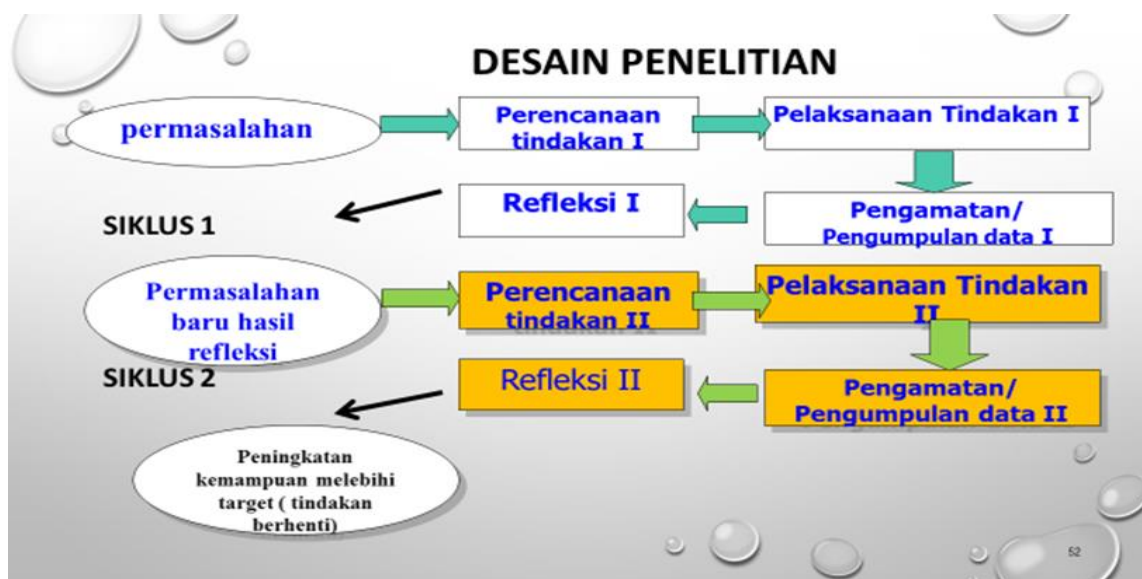 DESAIN PENELITIAN
permasalahan
Perencanaan
tindakan I
Pelaksanaan Tindakan I
Refleksi I
Pengamatan/
Pengumpulan data I
SIKLUS 1
Permasalahan
baru hasil
refleksi
Perencanaan
tindakan II
Pelaksanaan Tindakan
II
Refleksi II
Pengamatan/
Pengumpulan data II
SIKLUS 2
Peningkatan
kemampuan melebihi
target ( tindakan
berhenti)
52